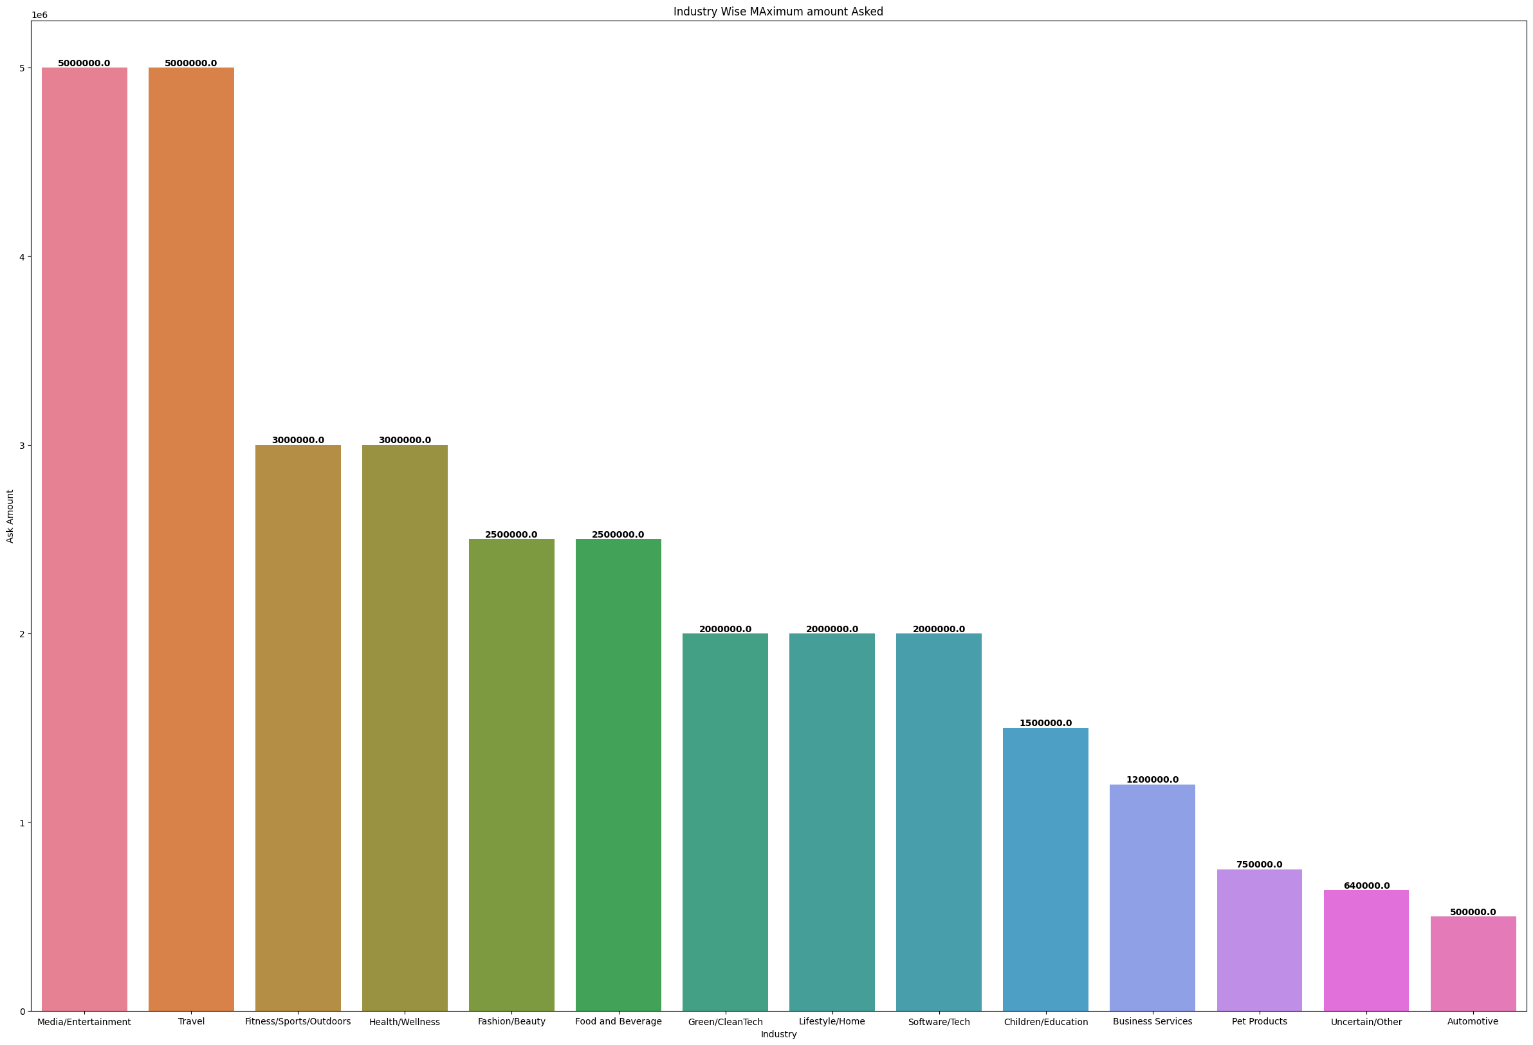 Industry Wise MAximum amount Asked
1e6
5000000.0
5000000.0
3000000.0
3000000.0
2500000.0
2500000.0
2000000.0
2000000.0
2000000.0
1500000.0
1200000.0
750000.0
640000.0
500000.0
5
4
3
2
1
0
Ask Amount
Media/Entertainment
Travel
Fitness/Sports/Outdoors
Health/Wellness
Fashion/Beauty
Food and Beverage
Green/CleanTech
Lifestyle/Home
Software/Tech
Children/Education
Business Services
Pet Products
Uncertain/Other
Automotive
Industry